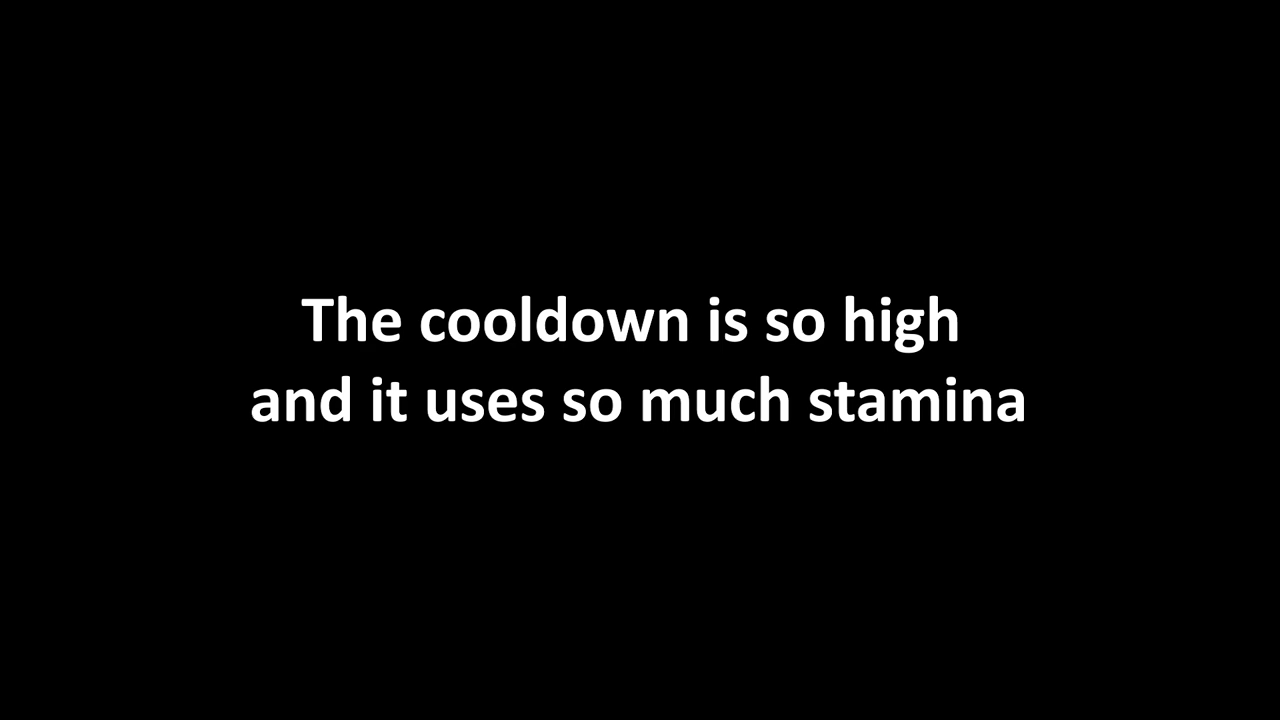 The cooldown is so high
and it uses so much stamina